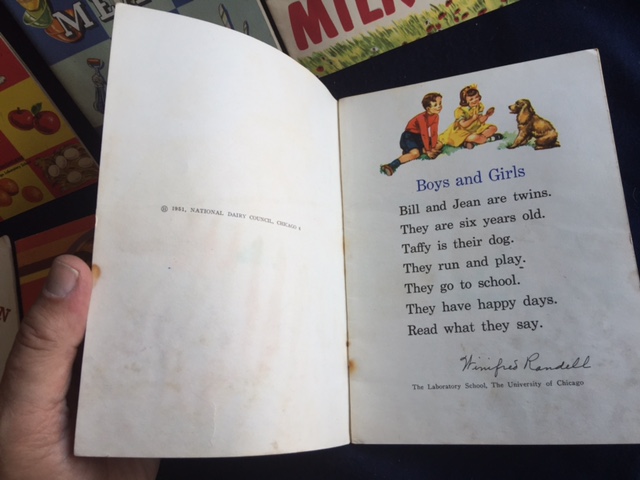 ME
MILK
© 1951, NATIONAL DAIRY COUNCIL, CHICAGO 6
Boys and Girls
Bill and Jean are twins.
They are six years old.
Taffy is their dog.
They run and play.
They go to school.
They have happy days.
Read what they say.
Winifred Randell
The Laboratory School, The University of Chicago
N